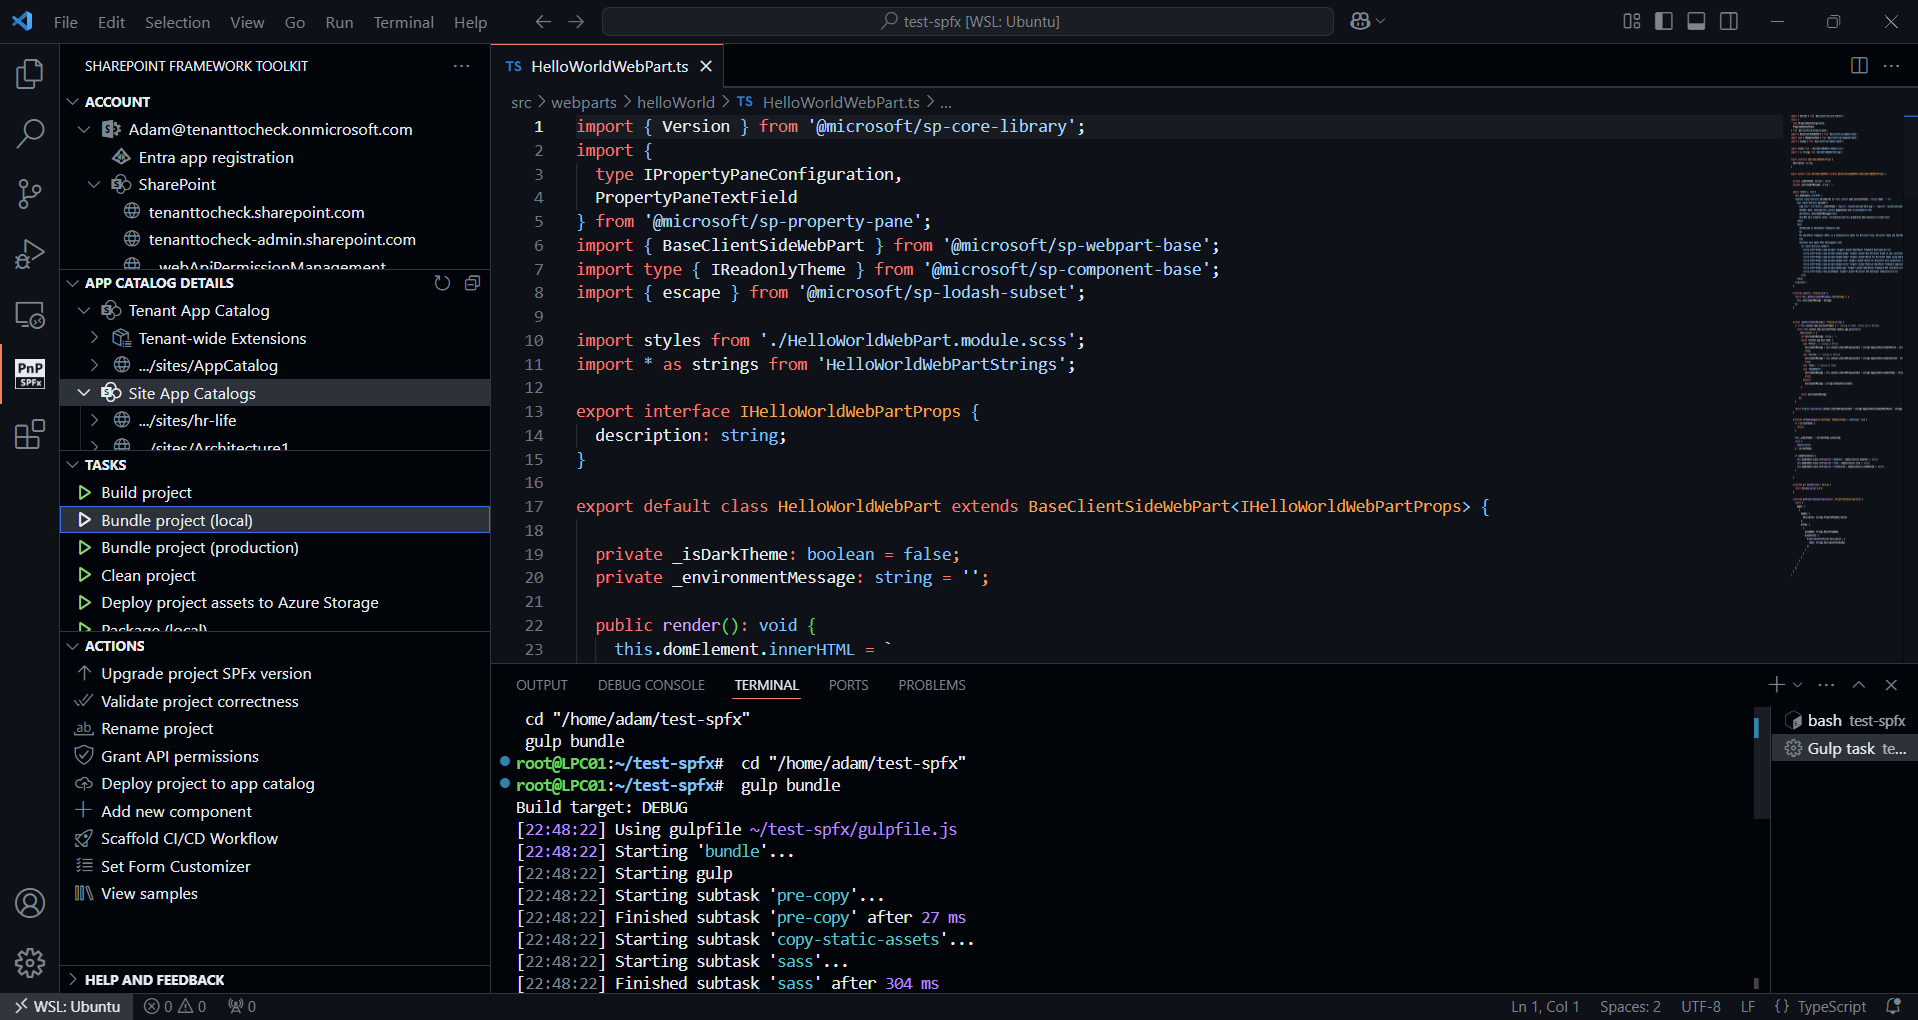 File Edit Selection View Go Run Terminal Help
test-spfx [WSL: Ubuntu]
SHAREPOINT FRAMEWORK TOOLKIT
ACCOUNT
Adam@tenanttocheck.onmicrosoft.com
Entra app registration
SharePoint
tenanttocheck.sharepoint.com
tenanttocheck-admin.sharepoint.com
webApiPermissionManagement
APP CATALOG DETAILS
Tenant App Catalog
Tenant-wide Extensions
.../sites/AppCatalog
Site App Catalogs
.../sites/hr-life
/sites/Architecture1
TASKS
Build project
Bundle project (local)
Bundle project (production)
Clean project
Deploy project assets to Azure Storage
Package (local)
ACTIONS
Upgrade project SPFx version
Validate project correctness
Rename project
Grant API permissions
Deploy project to app catalog
Add new component
Scaffold CI/CD Workflow
Set Form Customizer
View samples
HELP AND FEEDBACK
PnP
SPFx
TS HelloWorldWebPart.ts
src > webparts > helloWorld > TS HelloWorldWebPart.ts > ...
1 import { Version } from '@microsoft/sp-core-library';
2 import {
3 type IPropertyPaneConfiguration,
4 PropertyPaneTextField
5 } from '@microsoft/sp-property-pane';
6 import { BaseClientSideWebPart } from '@microsoft/sp-webpart-base';
7 import type { IReadonlyTheme } from '@microsoft/sp-component-base';
8 import { escape } from '@microsoft/sp-lodash-subset';
9
10 import styles from './HelloWorldWebPart.module.scss';
11 import * as strings from 'HelloWorldWebPartStrings';
12
13 export interface IHelloWorldWebPartProps {
14 description: string;
15 }
16
17 export default class HelloWorldWebPart extends BaseClientSideWebPart<IHelloWorldWebPartProps> {
18
19 private _isDarkTheme: boolean = false;
20 private _environmentMessage: string = '';
21
22 public render(): void {
23 this.domElement.innerHTML = `
OUTPUT DEBUG CONSOLE TERMINAL PORTS PROBLEMS
cd "/home/adam/test-spfx"
gulp bundle
root@LPC01:~/test-spfx# cd "/home/adam/test-spfx"
root@LPC01:~/test-spfx# gulp bundle
Build target: DEBUG
[22:48:22] Using gulpfile ~/test-spfx/gulpfile.js
[22:48:22] Starting 'bundle'...
[22:48:22] Starting gulp
[22:48:22] Starting subtask 'pre-copy'...
[22:48:22] Finished subtask 'pre-copy' after 27 ms
[22:48:22] Starting subtask 'copy-static-assets'...
[22:48:22] Starting subtask 'sass'...
[22:48:22] Finished subtask 'sass' after 304 ms
bash test-spfx
Gulp task te...
WSL: Ubuntu 0 0 0
Ln 1, Col 1 Spaces: 2 UTF-8 LF {} TypeScript